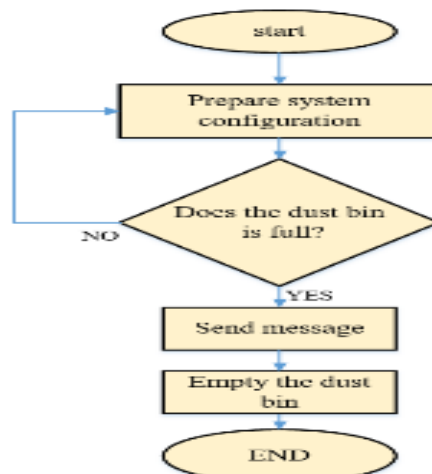 start
Prepare system
configuration
Does the dust bin
is full?
NO
YES
Send message
Empty the dust
bin
END